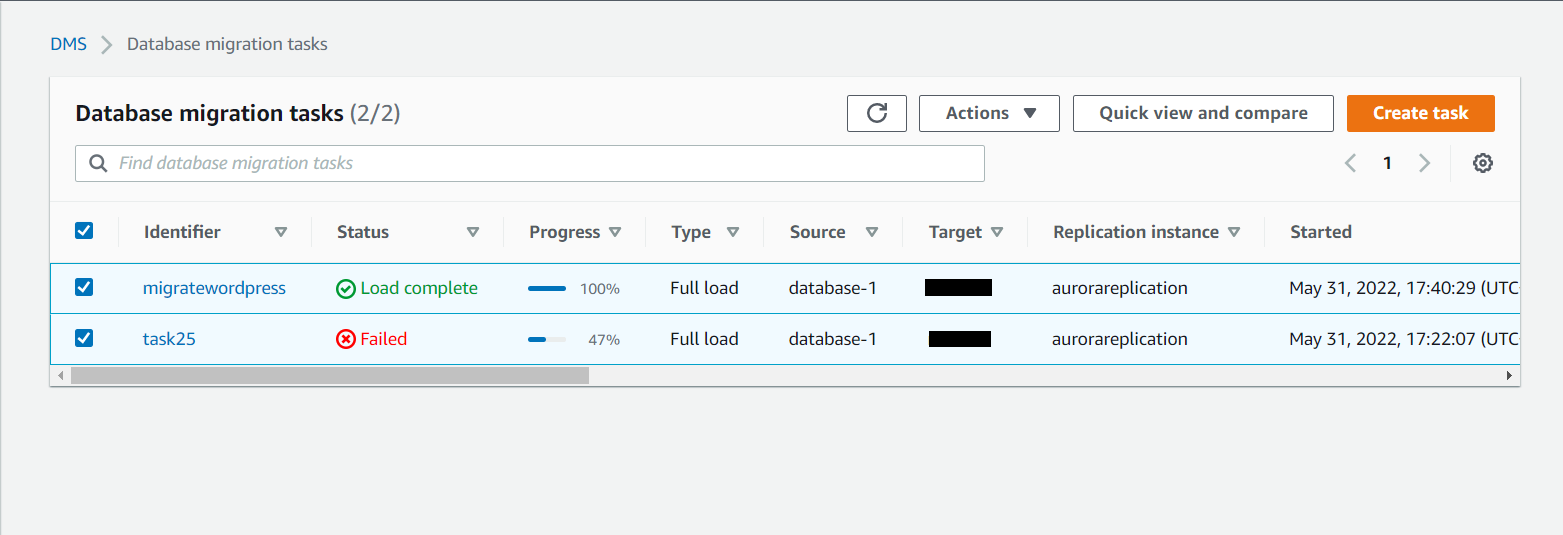 DMS Database migration tasks
Database migration tasks (2/2) Actions Quick view and compare Create task
Find database migration tasks 1
Identifier Status Progress Type Source Target Replication instance Started
migratewordpress Load complete 100% Full load database-1 aurorareplication May 31, 2022, 17:40:29 (UTC
task25 Failed 47% Full load database-1 aurorareplication May 31, 2022, 17:22:07 (UTC